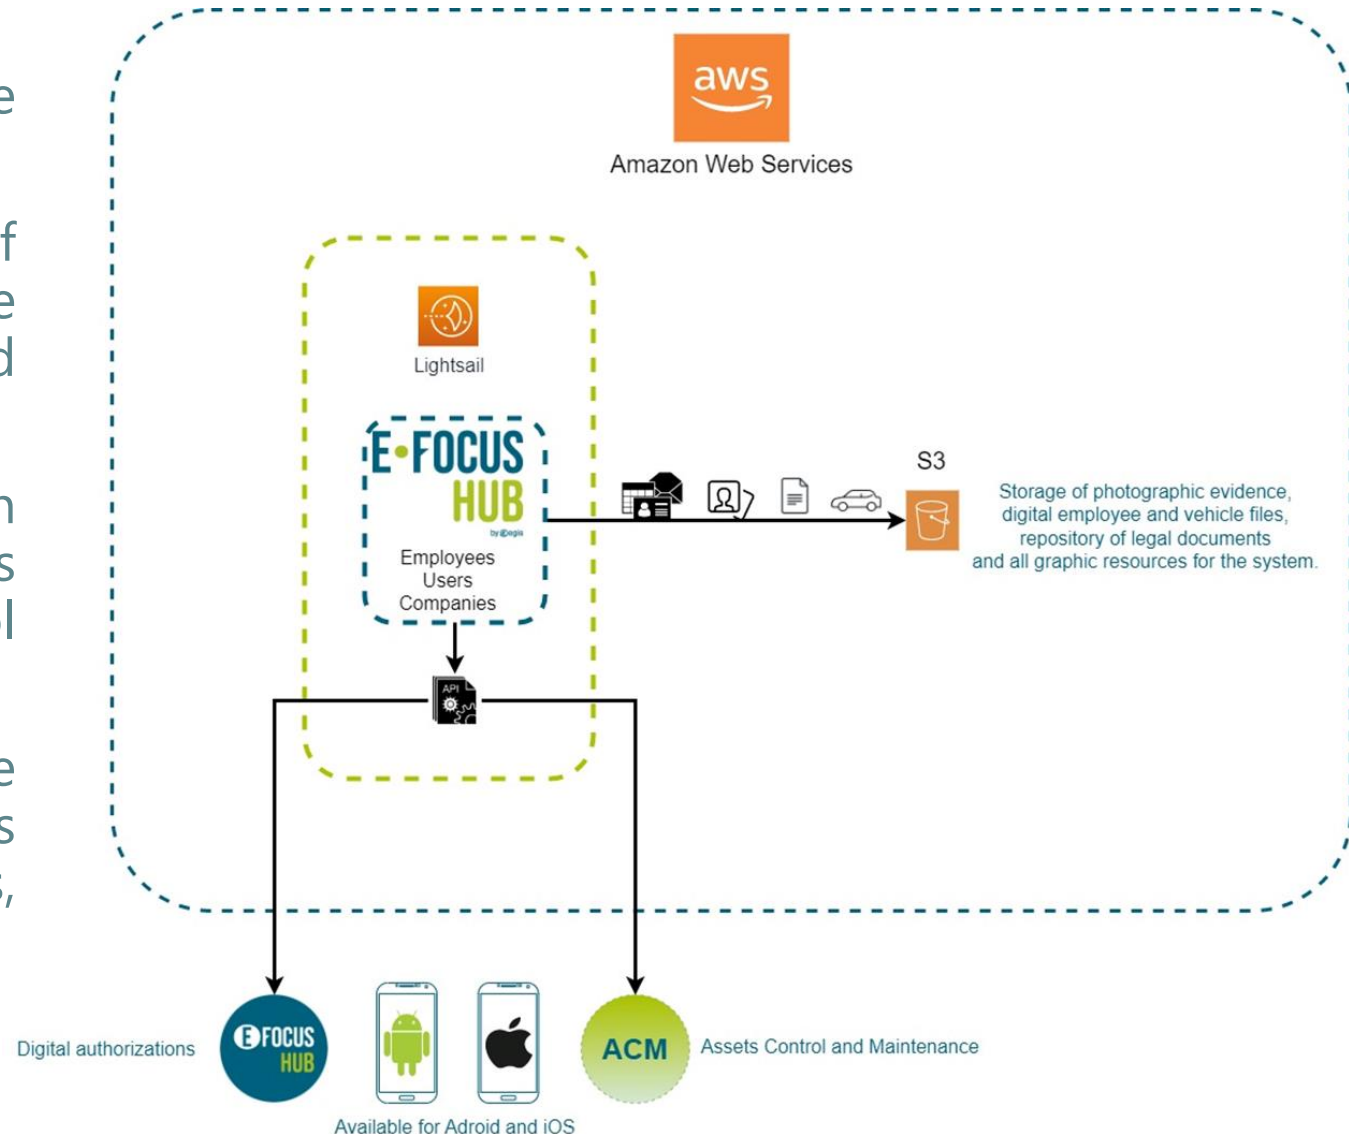 e
f
e
d
n
s
ol
e
s
s,
aws
Amazon Web Services
Lightsail
E•FOCUS
HUB
Employees
Users
Companies
API
S3
Storage of photographic evidence,
digital employee and vehicle files,
repository of legal documents
and all graphic resources for the system.
Digital authorizations
EFOCUS
HUB
ACM
Assets Control and Maintenance
Available for Adroid and iOS